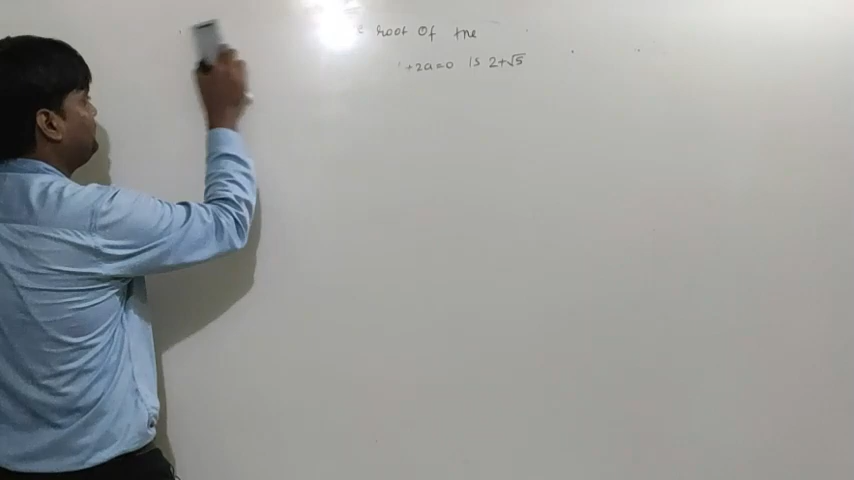 root of the
+2a=0 is 2+√5